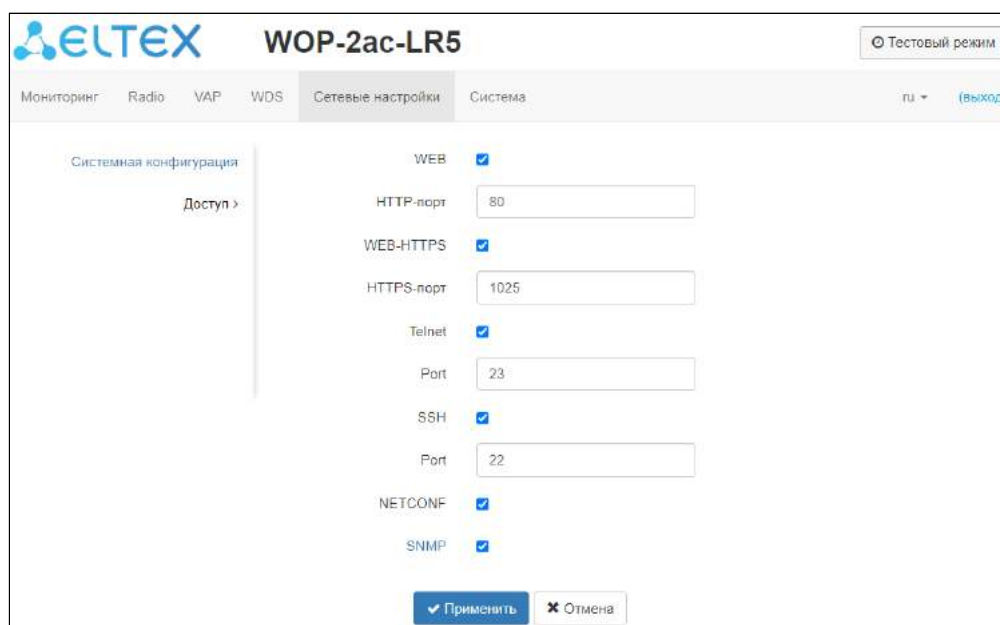 ELTEX WOP-2ac-LR5 Тестовый режим
Мониторинг Radio VAP WDS Сетевые настройки Система ru (выход
Системная конфигурация
Доступ >
WEB
HTTP-порт 80
WEB-HTTPS
HTTPS-порт 1025
Telnet
Port 23
SSH
Port 22
NETCONF
SNMP
Применить Отмена